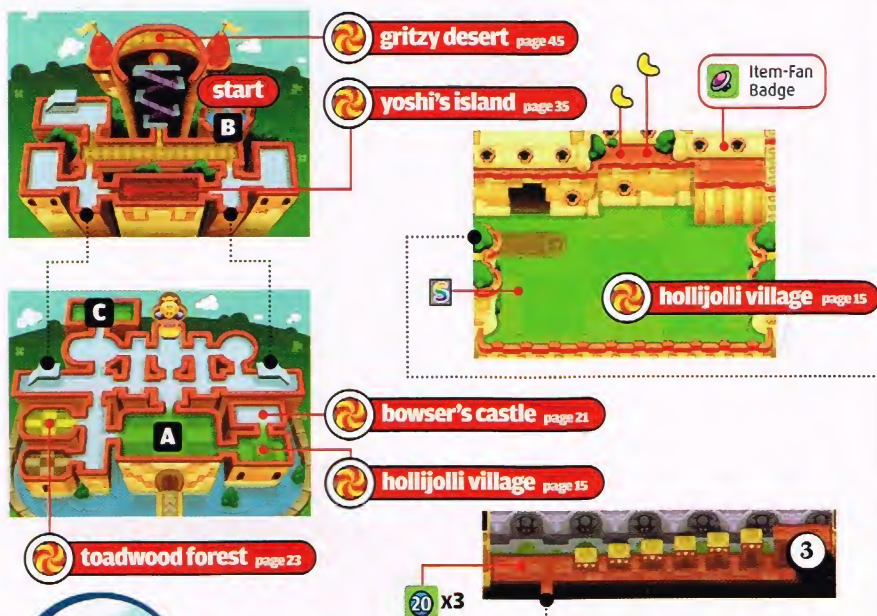 gritzy desert page 45
start
yoshi's island page 35
B
Item-Fan
Badge
S
hollijolli village page 15
C
A
bowser's castle page 21
hollijolli village page 15
toadwood forest page 23
3
20 x3